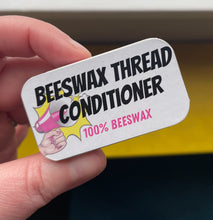 BEESWAX THREAD
CONDITIONER
100% BEESWAX